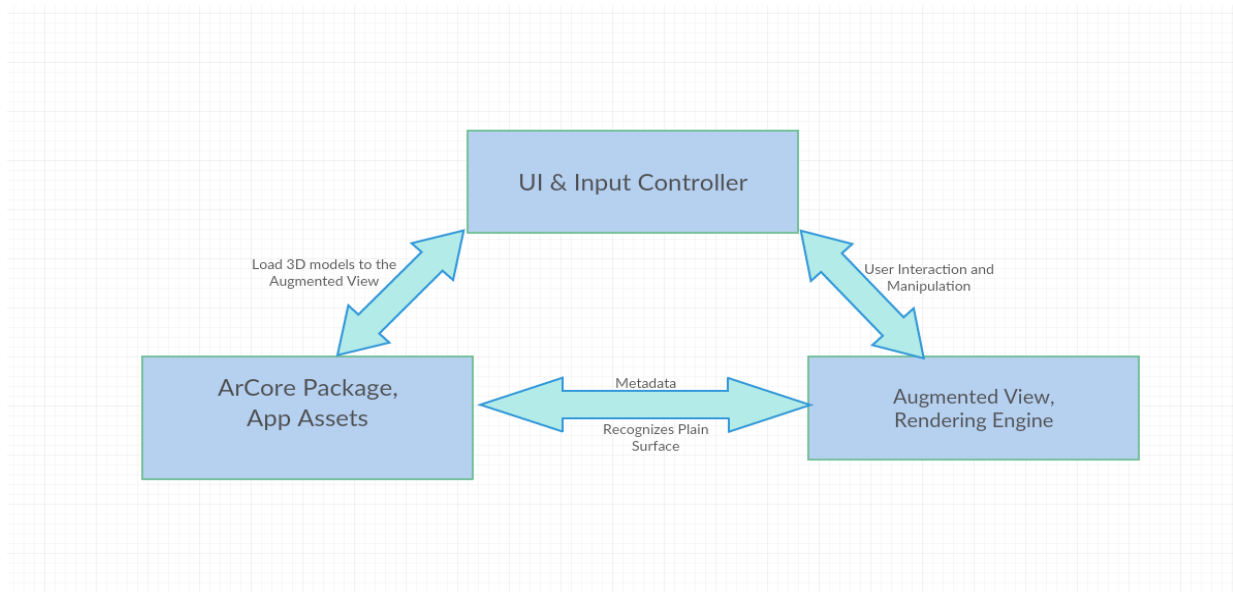 UI & Input Controller
Load 3D models to the
Augmented View
User Interaction and
Manipulation
ArCore Package,
App Assets
Metadata
Recognizes Plain
Surface
Augmented View,
Rendering Engine